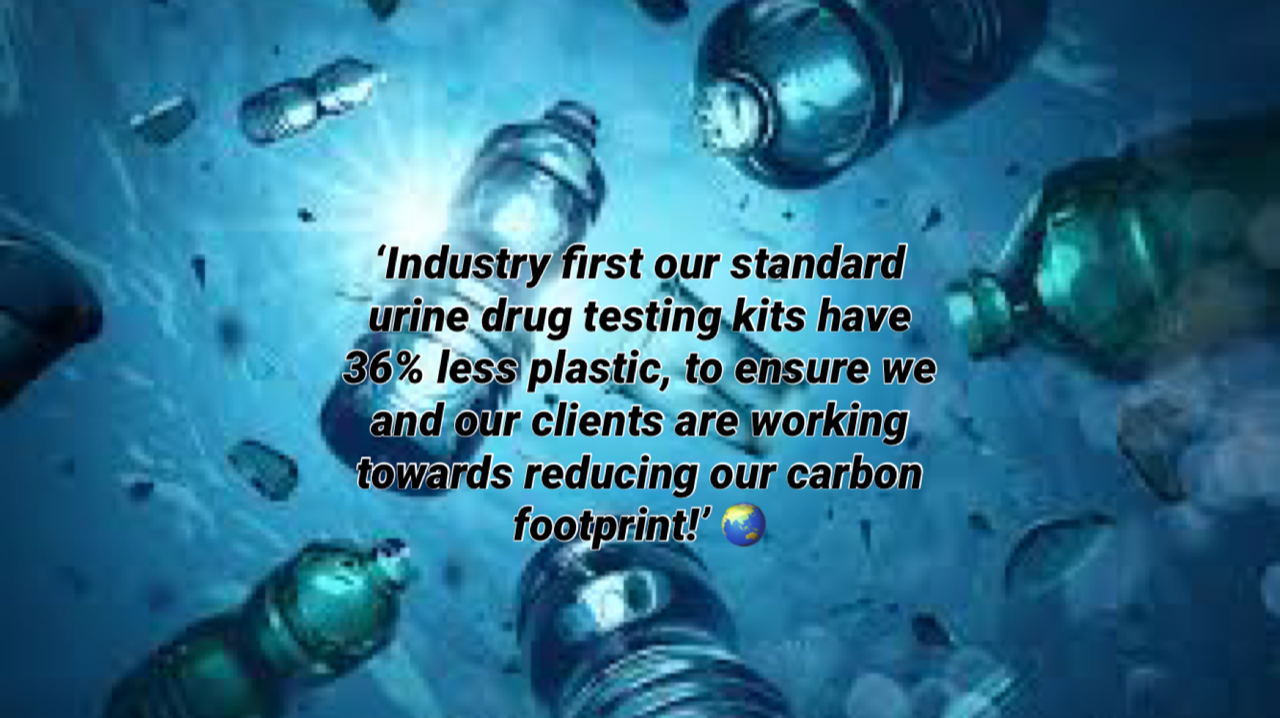 ‘Industry first our standard
urine drug testing kits have
36% less plastic, to ensure we
and our clients are working
towards reducing our carbon
footprint!’ 🌏